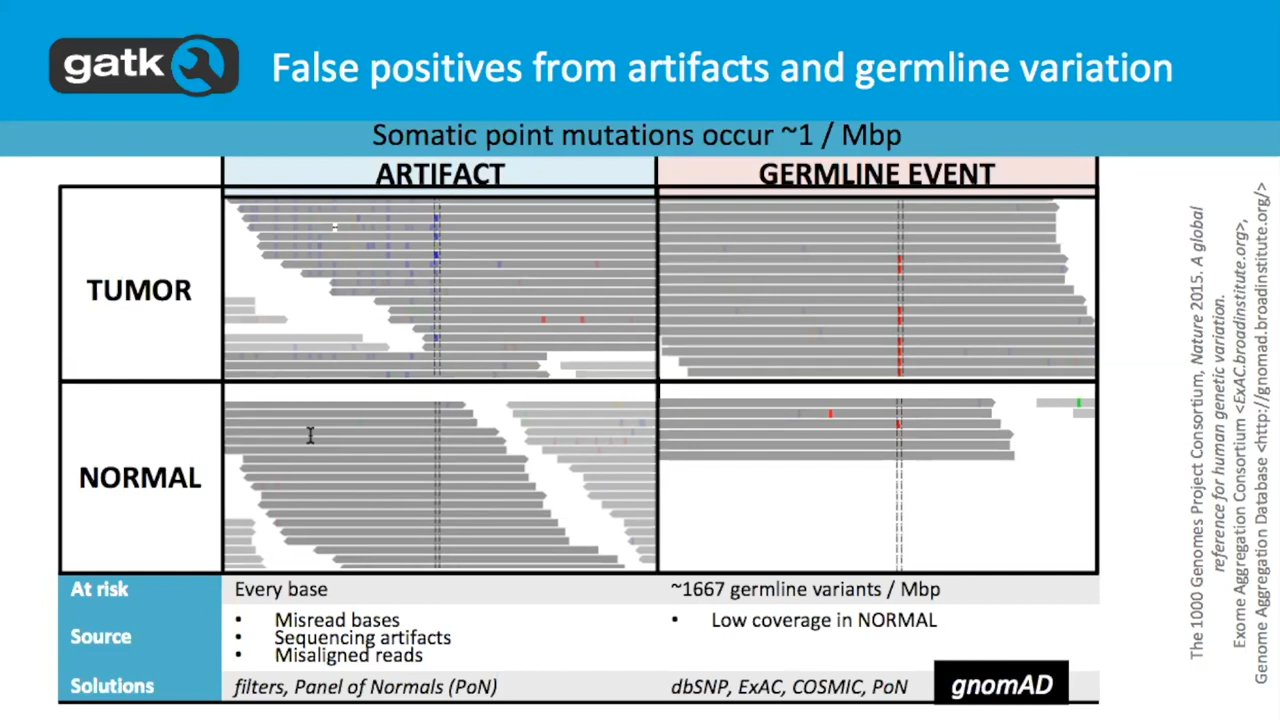 gatk
False positives from artifacts and germline variation
Somatic point mutations occur ~1 / Mbp
ARTIFACT
GERMLINE EVENT
TUMOR
NORMAL
At risk
Every base
~1667 germline variants / Mbp
Source
• Misread bases
• Sequencing artifacts
• Misaligned reads
• Low coverage in NORMAL
Solutions
filters, Panel of Normals (PoN)
dbSNP, ExAC, COSMIC, PoN
gnomAD
The 1000 Genomes Project Consortium, Nature 2015. A global
reference for human genetic variation.
Exome Aggregation Consortium <ExAC.broadinstitute.org>,
Genome Aggregation Database <http://gnomad.broadinstitute.org/>